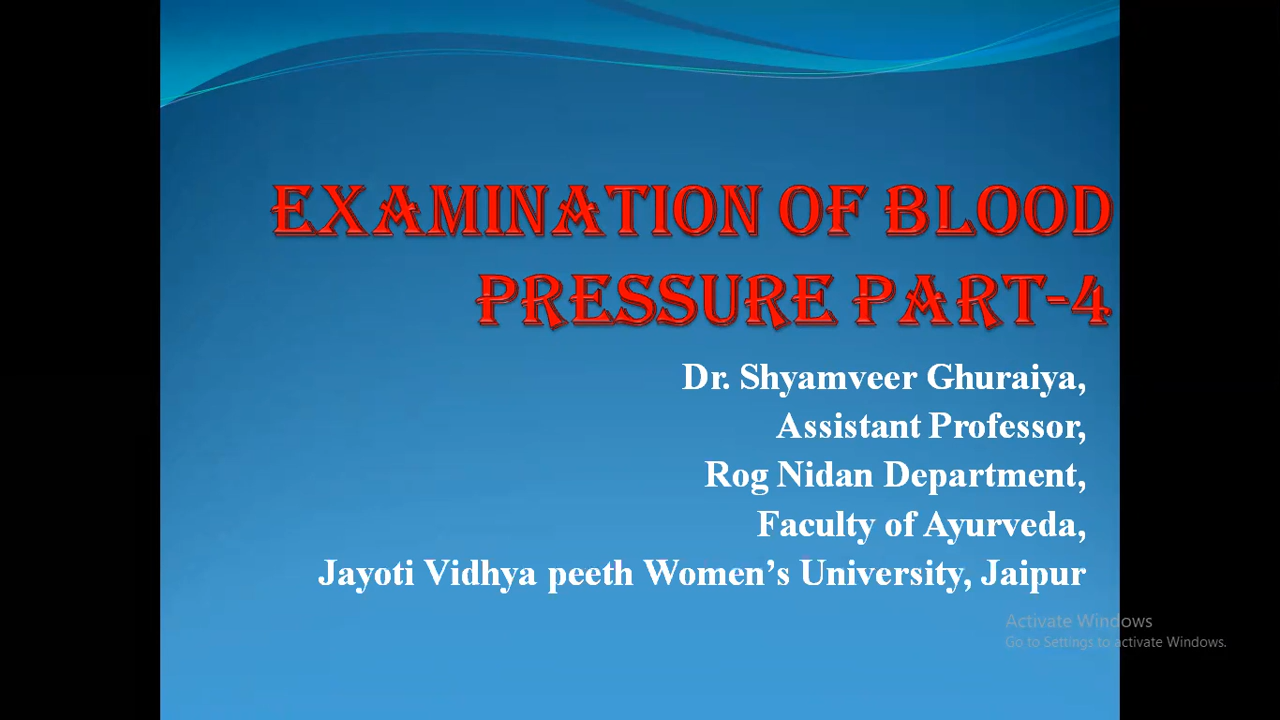 EXAMINATION OF BLOOD
PRESSURE PART-4
Dr. Shyamveer Ghuraiya,
Assistant Professor,
Rog Nidan Department,
Faculty of Ayurveda,
Jayoti Vidhya peeth Women's University, Jaipur
Activate Windows
Go to Settings to activate Windows.